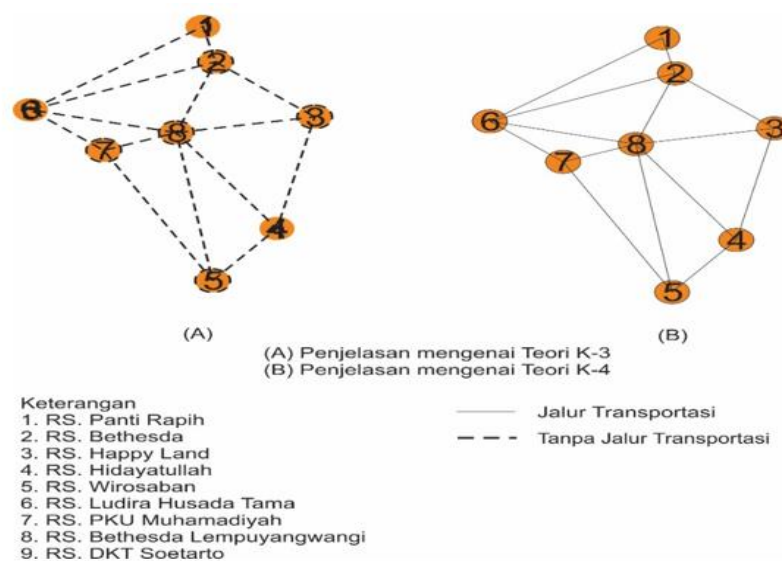 1
2
3
6
8
7
4
5
(A)
1
2
6
3
8
7
4
5
(B)
(A) Penjelasan mengenai Teori K-3
(B) Penjelasan mengenai Teori K-4
Keterangan
1. RS. Panti Rapih
2. RS. Bethesda
3. RS. Happy Land
4. RS. Hidayatullah
5. RS. Wirosaban
6. RS. Ludira Husada Tama
7. RS. PKU Muhamadiyah
8. RS. Bethesda Lempuyangwangi
9. RS. DKT Soetarto
Jalur Transportasi
Tanpa Jalur Transportasi